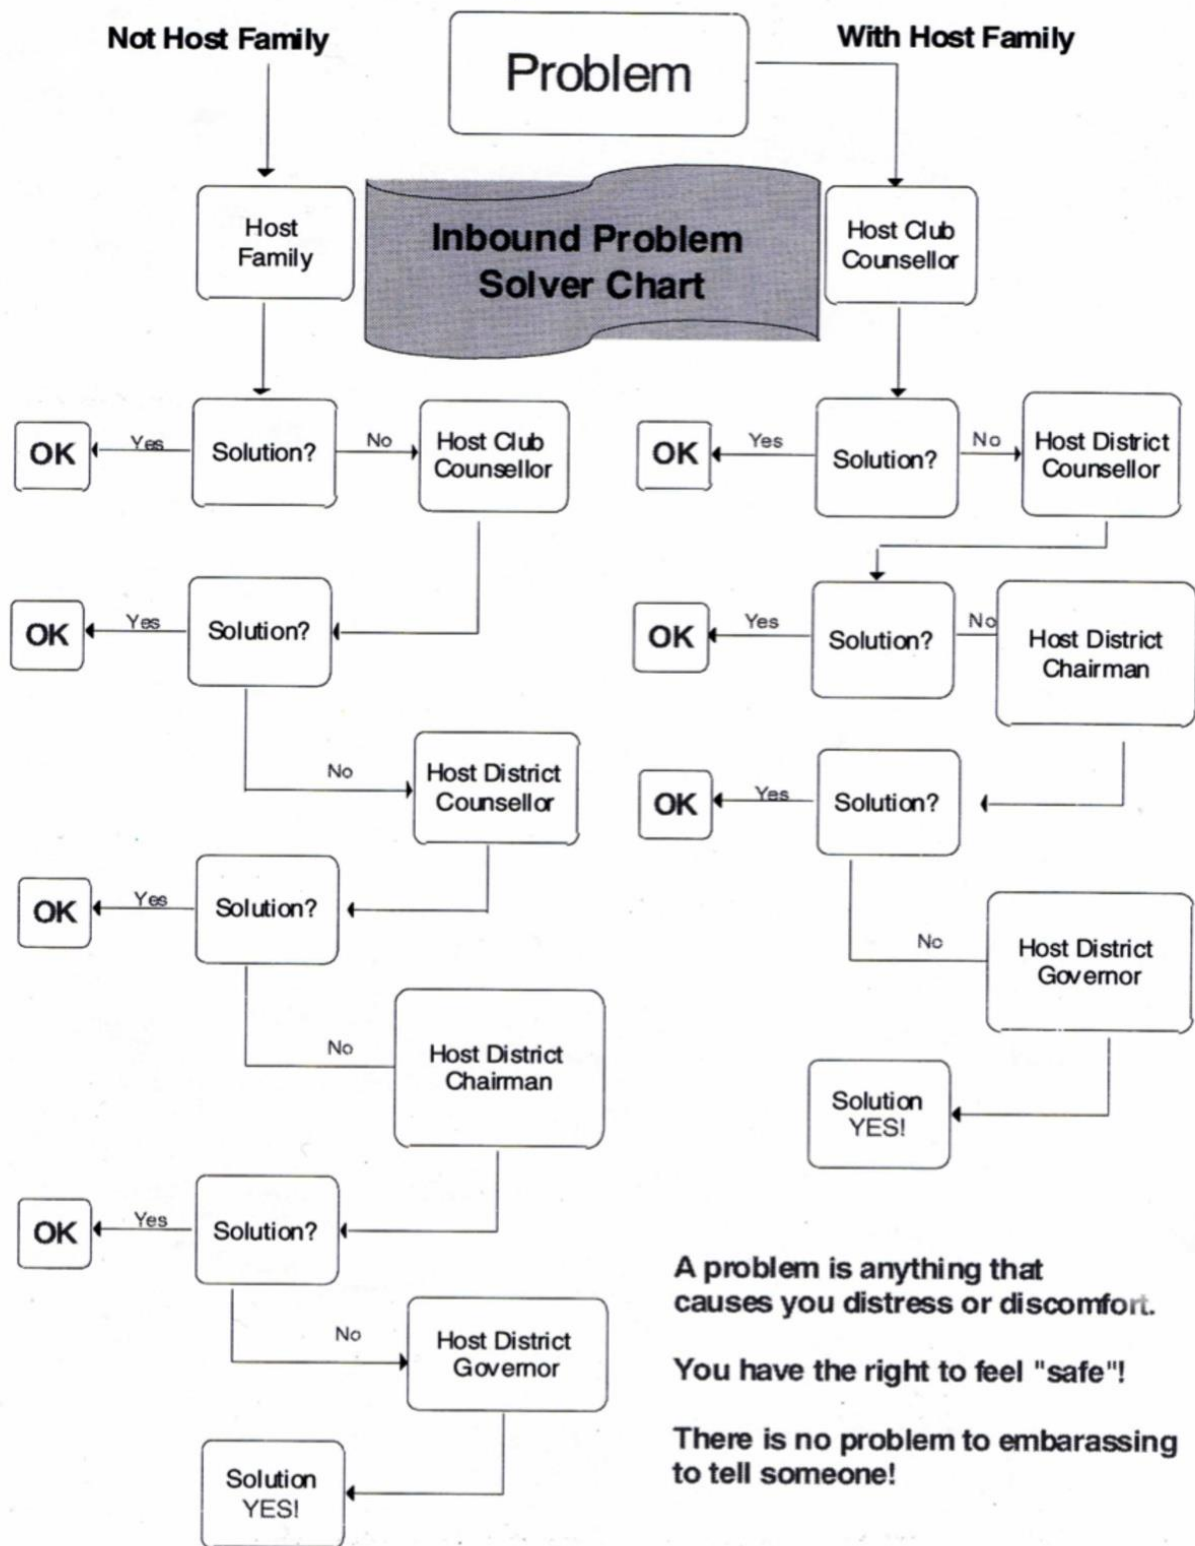 Not Host Family
Problem
With Host Family
Host
Family
Inbound Problem
Solver Chart
Host Club
Counsellor
OK
Yes
Solution?
No
Host Club
Counsellor
OK
Yes
Solution?
No
Host District
Counsellor
OK
Yes
Solution?
OK
Yes
Solution?
No
Host District
Chairman
No
Host District
Counsellor
OK
Yes
Solution?
OK
Yes
Solution?
No
Host District
Governor
No
Host District
Chairman
Solution
YES!
OK
Yes
Solution?
No
Host District
Governor
Solution
YES!
A problem is anything that
causes you distress or discomfort.
You have the right to feel "safe"!
There is no problem to embarassing
to tell someone!